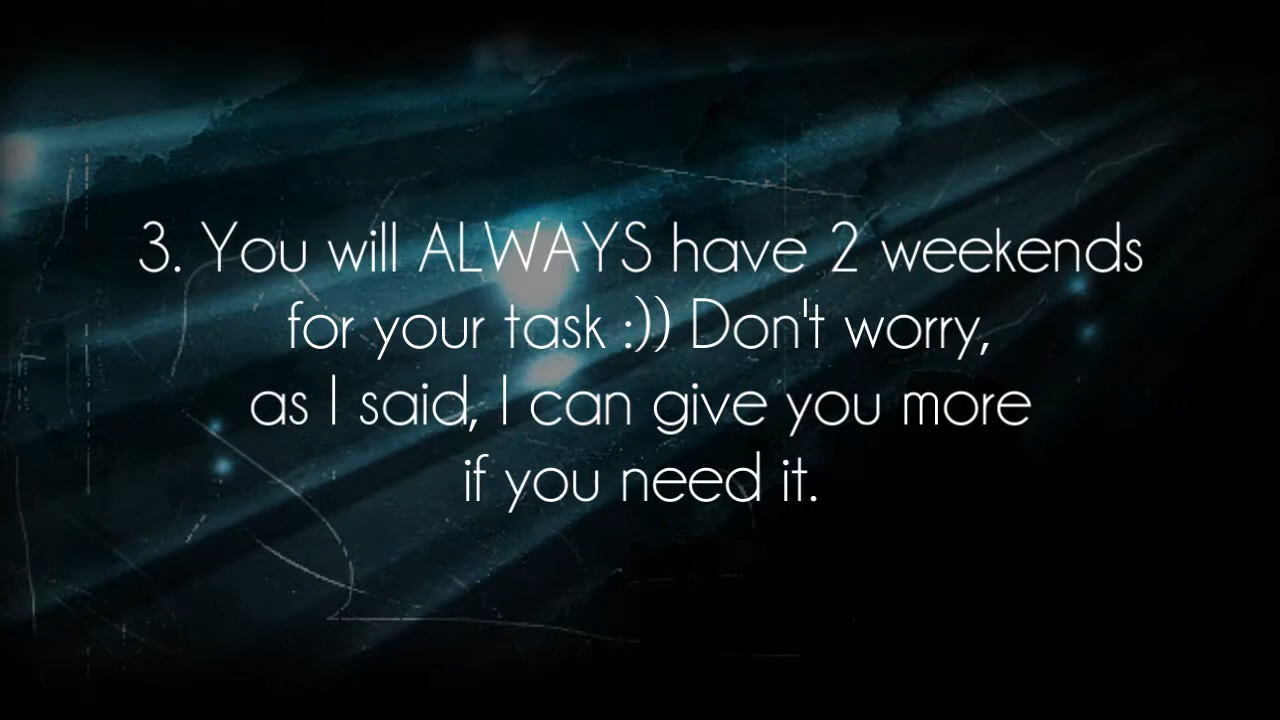 3. You will ALWAYS have 2 weekends
for your task :)) Don't worry,
as I said, I can give you more
if you need it.